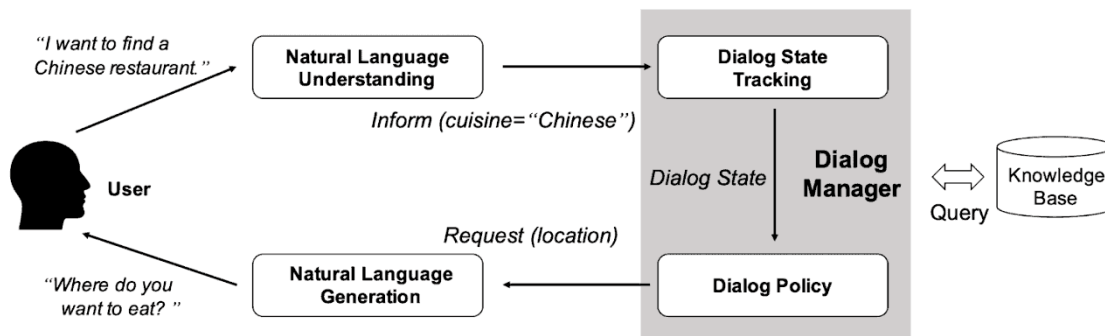 “I want to find a
Chinese restaurant.”
Natural Language
Understanding
Dialog State
Tracking
Inform (cuisine=“Chinese”)
User
Dialog State
Dialog
Manager
Query
Knowledge
Base
Request (location)
“Where do you
want to eat? ”
Natural Language
Generation
Dialog Policy